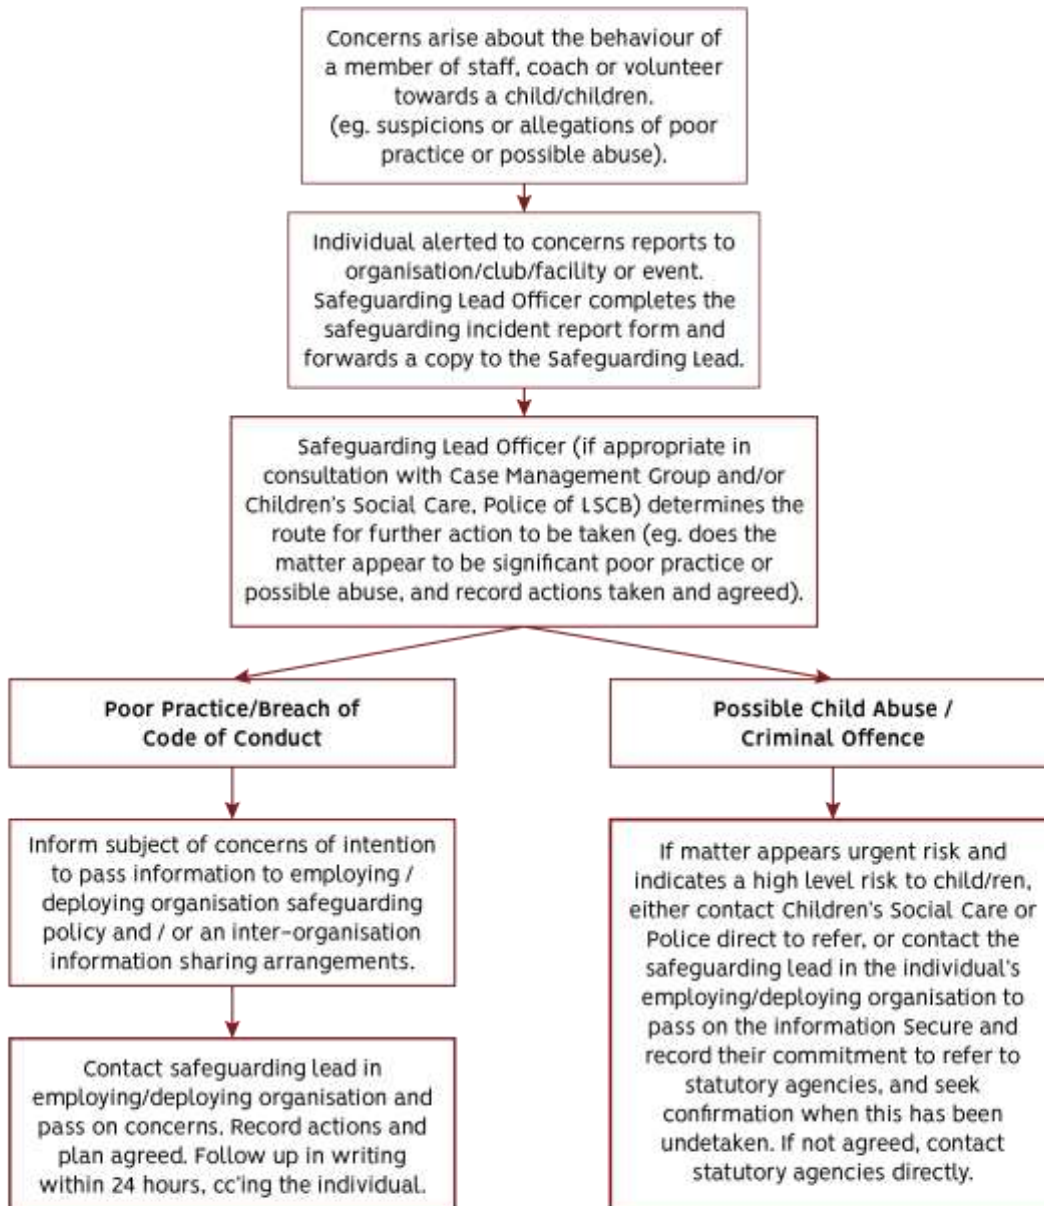 Concerns arise about the behaviour of
a member of staff, coach or volunteer
towards a child/children.
(eg. suspicions or allegations of poor
practice or possible abuse).
Individual alerted to concerns reports to
organisation/club/facility or event.
Safeguarding Lead Officer completes the
safeguarding incident report form and
forwards a copy to the Safeguarding Lead.
Safeguarding Lead Officer (if appropriate in
consultation with Case Management Group and/or
Children's Social Care, Police of LSCB) determines the
route for further action to be taken (eg. does the
matter appear to be significant poor practice or
possible abuse, and record actions taken and agreed).
Poor Practice/Breach of
Code of Conduct
Inform subject of concerns of intention
to pass information to employing /
deploying organisation safeguarding
policy and / or an inter-organisation
information sharing arrangements.
Contact safeguarding lead in
employing/deploying organisation and
pass on concerns. Record actions and
plan agreed. Follow up in writing
within 24 hours, cc'ing the individual.
Possible Child Abuse /
Criminal Offence
If matter appears urgent risk and
indicates a high level risk to child/ren,
either contact Children's Social Care or
Police direct to refer, or contact the
safeguarding lead in the individual's
employing/deploying organisation to
pass on the information Secure and
record their commitment to refer to
statutory agencies, and seek
confirmation when this has been
undetaken. If not agreed, contact
statutory agencies directly.